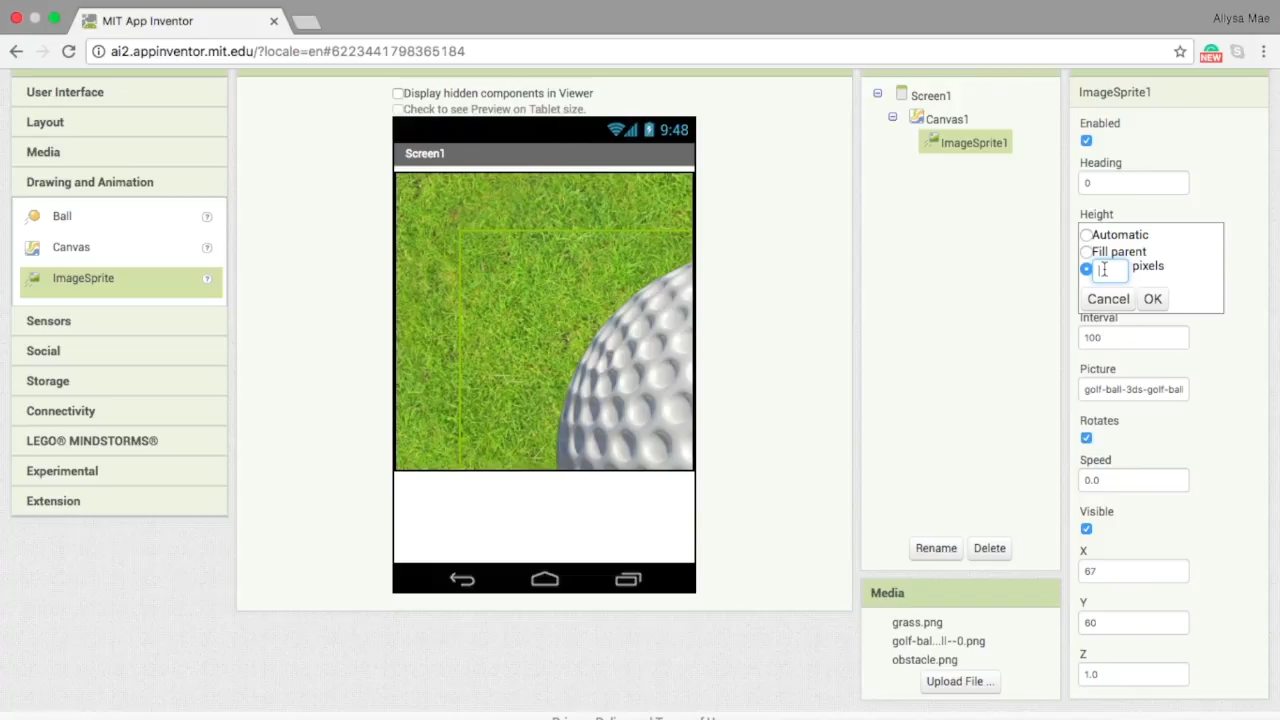 MIT App Inventor
Allysa Mae
ai2.appinventor.mit.edu/?locale=en#6223441798365184
NEW
User Interface
Layout
Media
Drawing and Animation
Ball
?
Canvas
?
ImageSprite
?
Sensors
Social
Storage
Connectivity
LEGO® MINDSTORMS®
Experimental
Extension
Display hidden components in Viewer
Check to see Preview on Tablet size.
9:48
Screen1
Screen1
Canvas1
ImageSprite1
Rename
Delete
Media
grass.png
golf-bal...ll--0.png
obstacle.png
Upload File ...
ImageSprite1
Enabled
Heading
0
Height
Automatic
Fill parent
pixels
Cancel
OK
Interval
100
Picture
golf-ball-3ds-golf-ball
Rotates
Speed
0.0
Visible
X
67
Y
60
Z
1.0